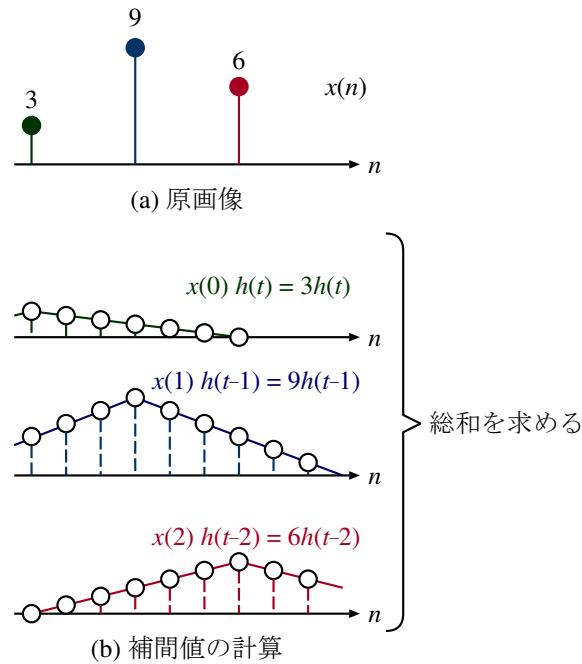 9
6
3
x(n)
n
(a) 原画像
x(0) h(t) = 3h(t)
n
x(1) h(t–1) = 9h(t–1)
総和を求める
n
x(2) h(t–2) = 6h(t–2)
n
(b) 補間値の計算